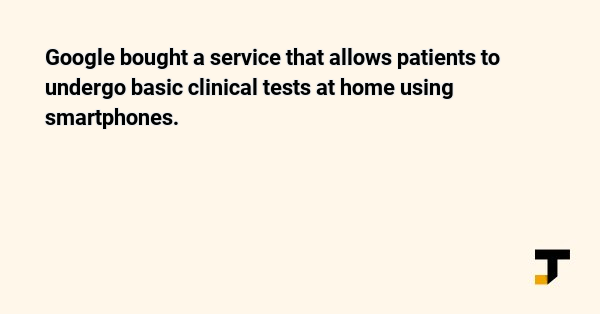 Google bought a service that allows patients to
undergo basic clinical tests at home using
smartphones.